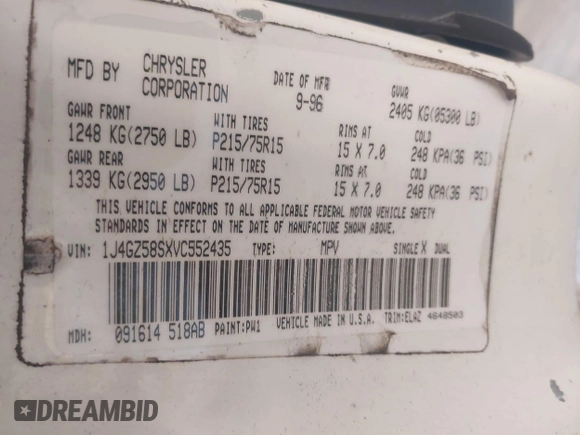 MFD BY CHRYSLER CORPORATION DATE OF MFR 9-96 GVWR 2405 KG(05300 LB)
GAWR FRONT WITH TIRES RIMS AT COLD
1248 KG(2750 LB) P215/75R15 15 X 7.0 248 KPA(36 PSI)
GAWR REAR WITH TIRES RIMS AT COLD
1339 KG(2950 LB) P215/75R15 15 X 7.0 248 KPA(36 PSI)
THIS VEHICLE CONFORMS TO ALL APPLICABLE FEDERAL MOTOR VEHICLE SAFETY
STANDARDS IN EFFECT ON THE DATE OF MANUFACTURE SHOWN ABOVE.
VIN: 1J4GZ58SXVC552435 TYPE: MPV SINGLE X DUAL
MDH: 091614 518AB PAINT:PW1 VEHICLE MADE IN U.S.A. TRIM:ELAZ 4648503
DREAMBID